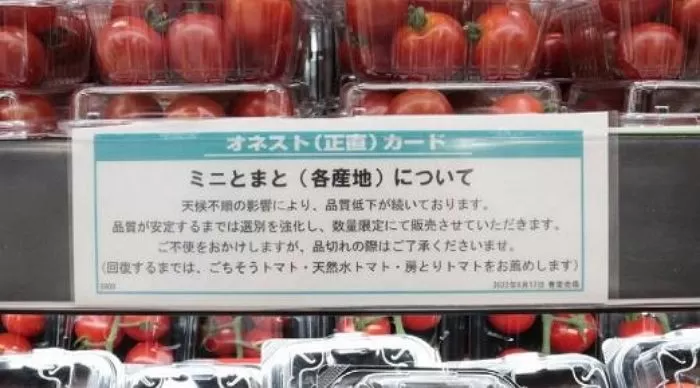 オネスト(正直)カード
ミニとまと(各産地)について
天候不順の影響により、品質低下が続いております。
品質が安定するまでは選別を強化し、数量限定にて販売させていただきます。
ご不便をおかけしますが、品切れの際はご了承くださいませ。
(回復するまでは、ごちそうトマト・天然水トマト・房とりトマトをお薦めします)